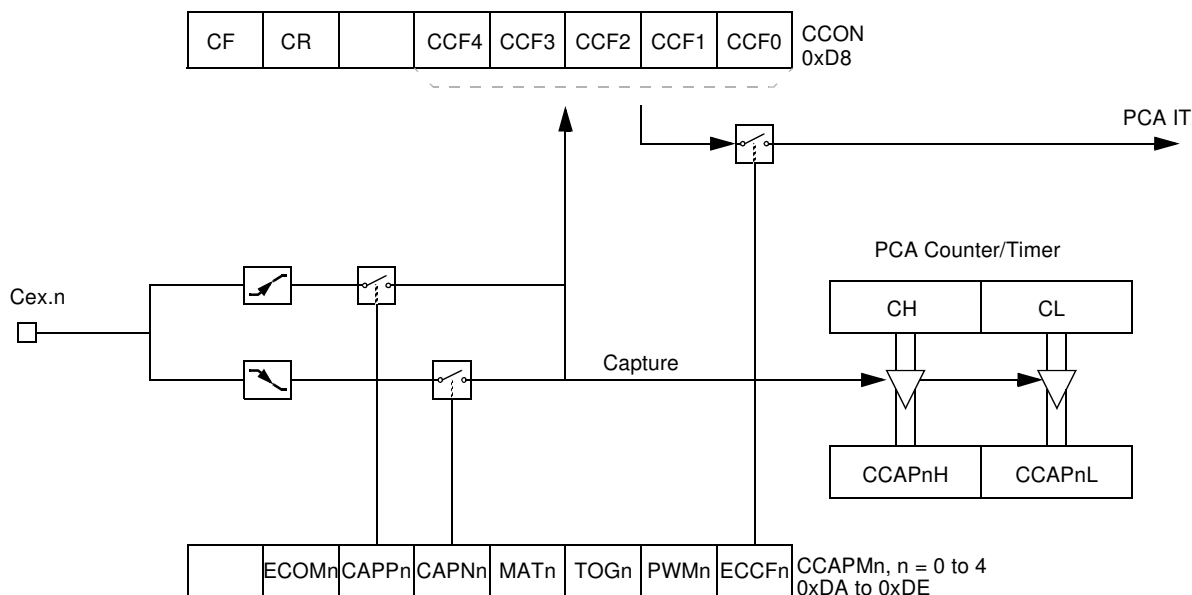 CF CR CCF4 CCF3 CCF2 CCF1 CCF0 CCON
0xD8
PCA IT
PCA Counter/Timer
Cex.n
CH CL
Capture
CCAPnH CCAPnL
ECOMn CAPPn CAPNn MATn TOGn PWMn ECCFn CCAPMn, n = 0 to 4
0xDA to 0xDE